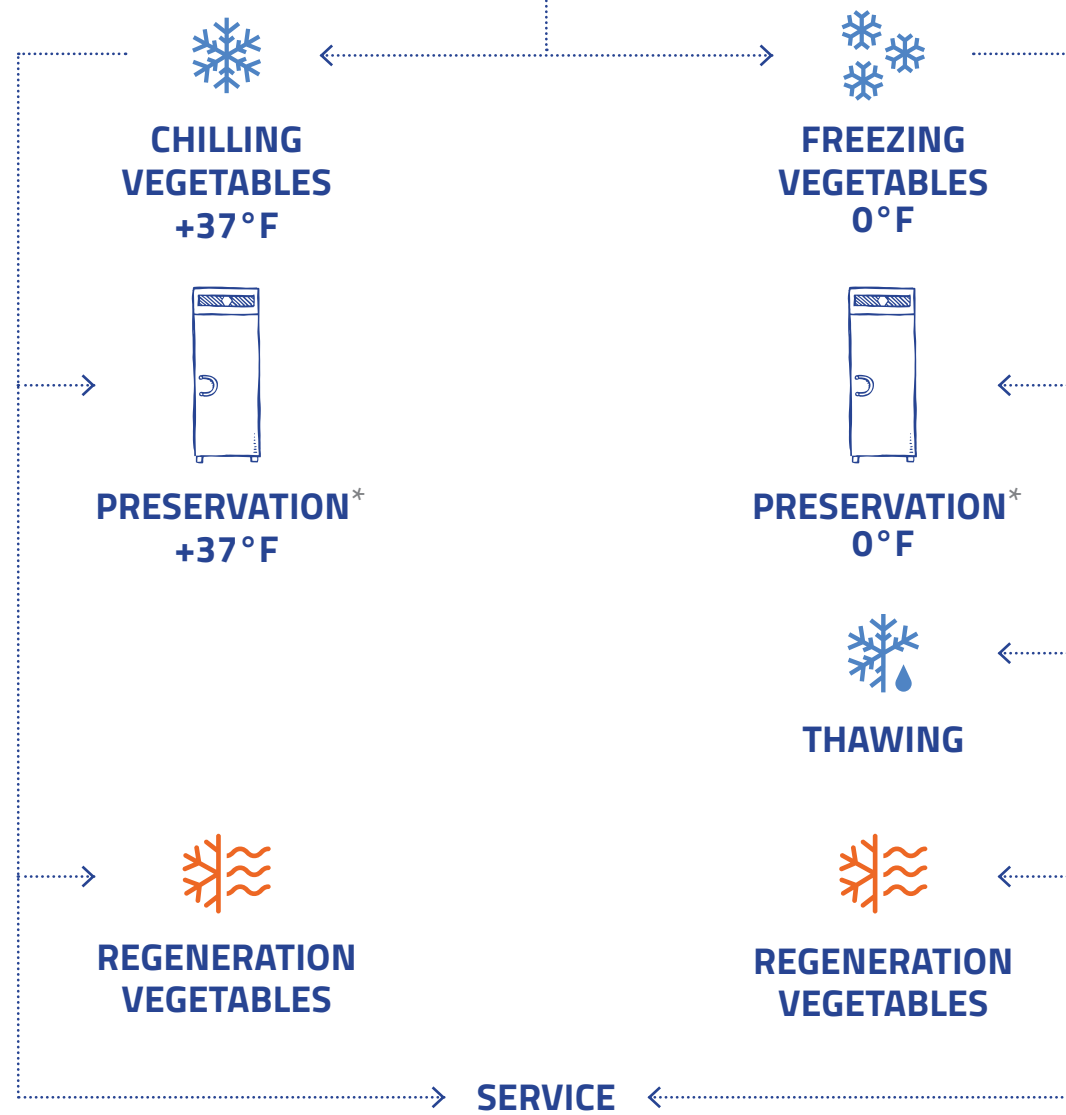 CHILLING
VEGETABLES
+37°F
FREEZING
VEGETABLES
0°F
PRESERVATION*
+37°F
PRESERVATION*
0°F
THAWING
REGENERATION
VEGETABLES
REGENERATION
VEGETABLES
SERVICE